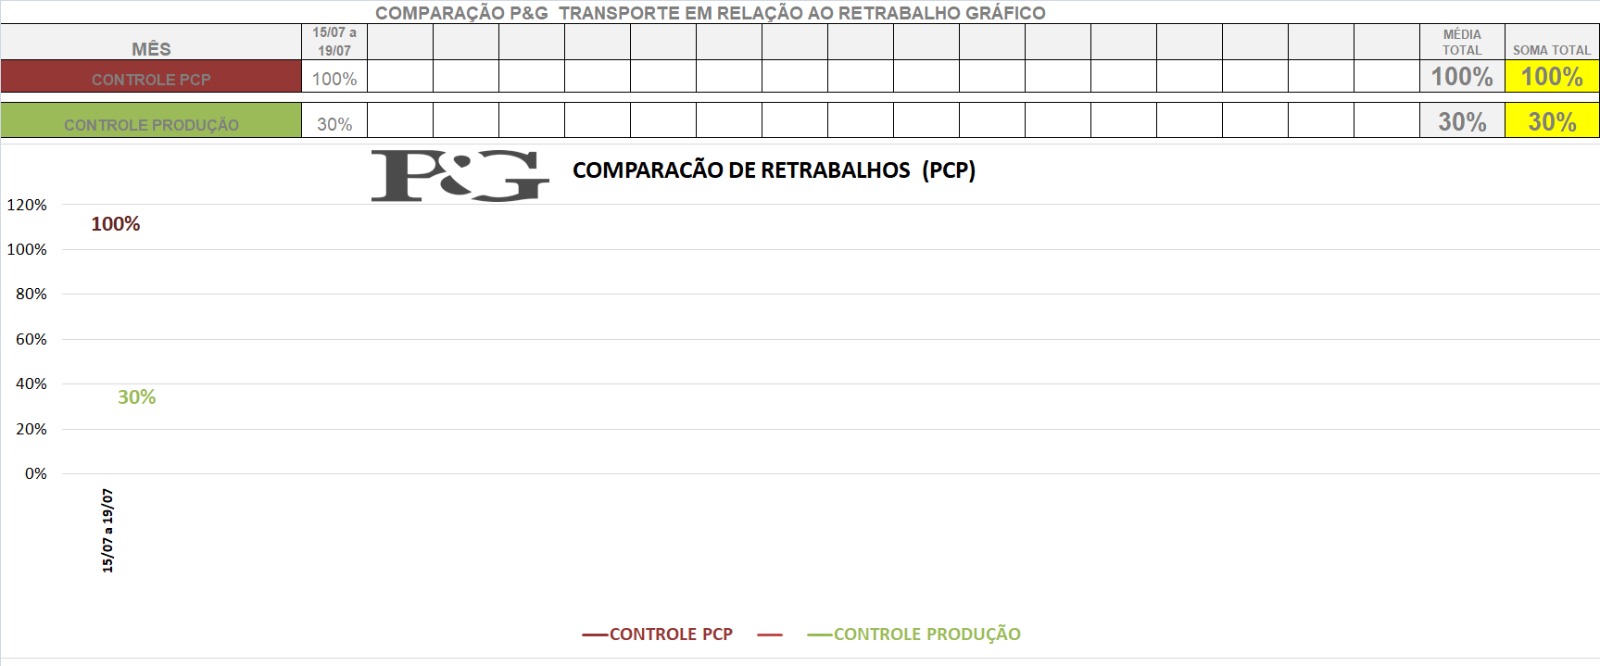 COMPARAÇÃO P&G TRANSPORTE EM RELAÇÃO AO RETRABALHO GRÁFICO
MÊS 15/07 a 19/07 MÉDIA TOTAL SOMA TOTAL
CONTROLE PCP 100% 100% 100%
CONTROLE PRODUÇÃO 30% 30% 30%
P&G COMPARACÃO DE RETRABALHOS (PCP)
120%
100%
100%
80%
60%
40%
30%
20%
0%
15/07 a 19/07
CONTROLE PCP CONTROLE PRODUÇÃO